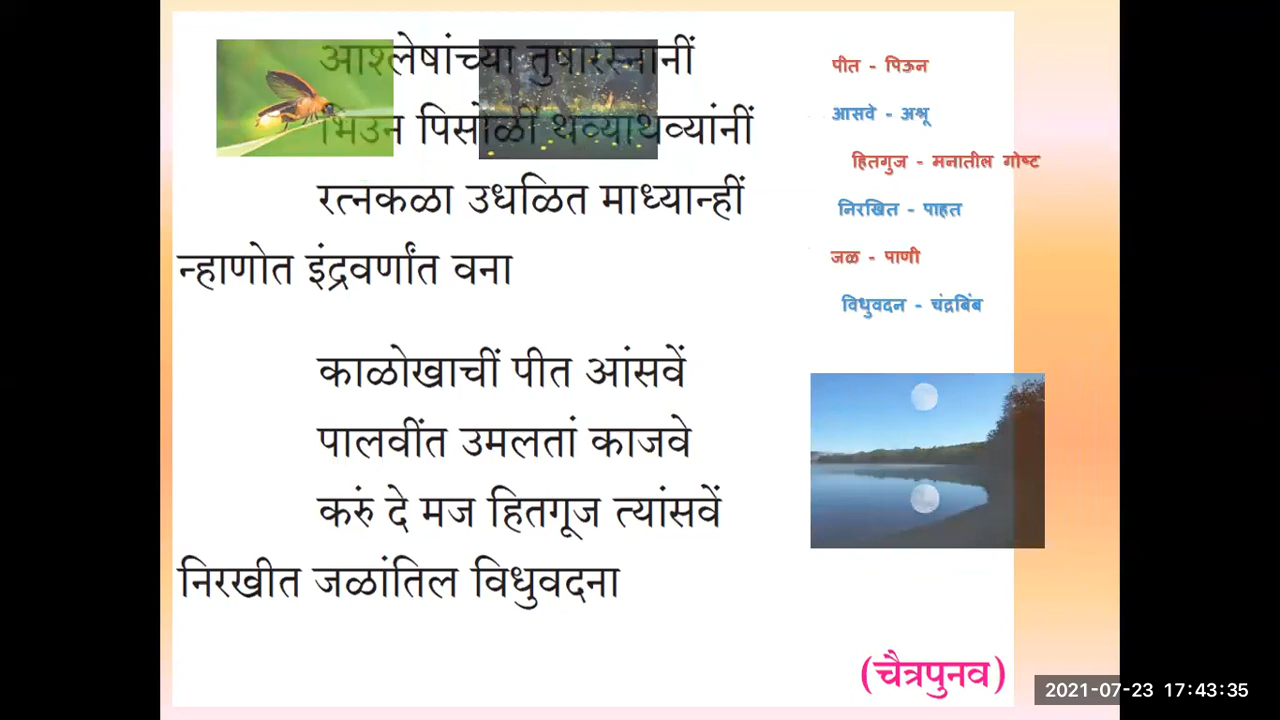 आश्लेषांच्या तुषारस्नानीं
भिउन पिसोळीं थव्याथव्यांनीं
रत्नकळा उधळित माध्यान्हीं
न्हाणोत इंद्रवर्णांत वना
काळोखाचीं पीत आंसवें
पालवींत उमलतां काजवे
करुं दे मज हितगूज त्यांसवें
निरखीत जळांतिल विधुवदना
(चैत्रपुनव)
पीत - पिऊन
आसवे - अश्रू
हितगुज - मनातील गोष्ट
निरखित - पाहत
जळ - पाणी
विधुवदन - चंद्रबिंब
2021-07-23 17:43:35